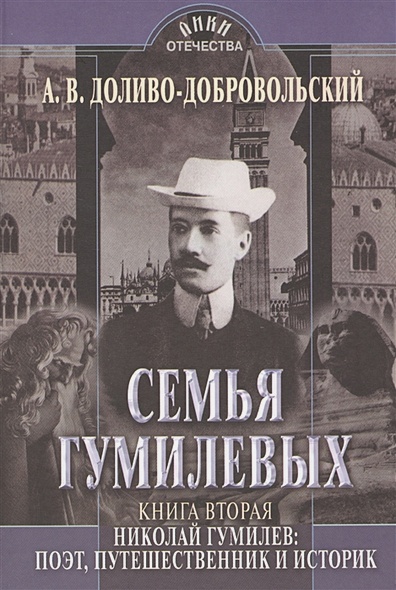 ЛИКИ
ОТЕЧЕСТВА
А. В. ДОЛИВО-ДОБРОВОЛЬСКИЙ
СЕМЬЯ
ГУМИЛЕВЫХ
КНИГА ВТОРАЯ
НИКОЛАЙ ГУМИЛЕВ:
ПОЭТ, ПУТЕШЕСТВЕННИК И ИСТОРИК